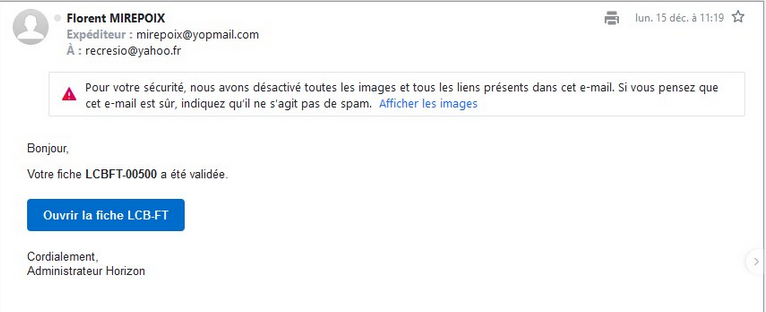 Florent MIREPOIX
lun. 15 déc. à 11:19
Expéditeur : mirepoix@yopmail.com
À : recresio@yahoo.fr
Pour votre sécurité, nous avons désactivé toutes les images et tous les liens présents dans cet e-mail. Si vous pensez que
cet e-mail est sûr, indiquez qu'il ne s'agit pas de spam. Afficher les images
Bonjour,
Votre fiche LCBFT-00500 a été validée.
Ouvrir la fiche LCB-FT
Cordialement,
Administrateur Horizon